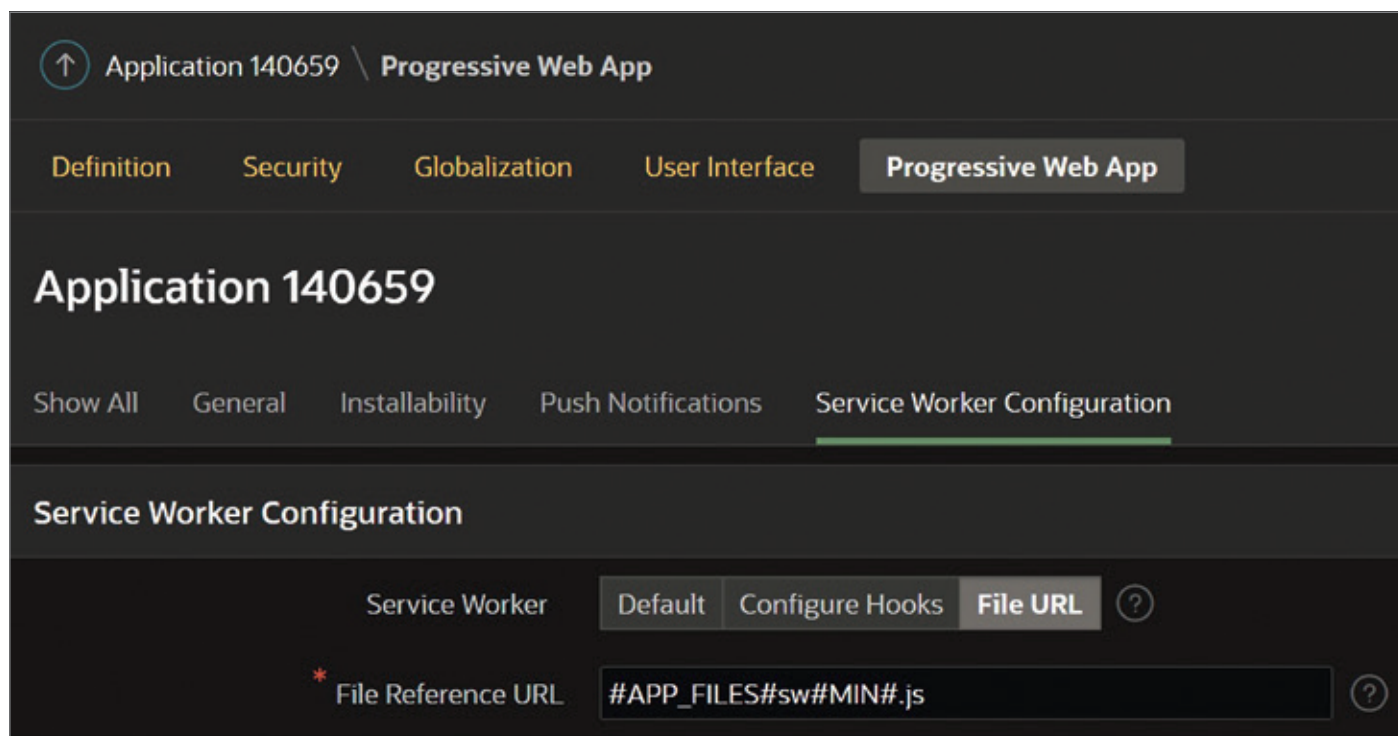 Application 140659 \ Progressive Web App
Definition Security Globalization User Interface Progressive Web App
Application 140659
Show All General Installability Push Notifications Service Worker Configuration
Service Worker Configuration
Service Worker Default Configure Hooks File URL ?
* File Reference URL #APP_FILES#sw#MIN#.js ?